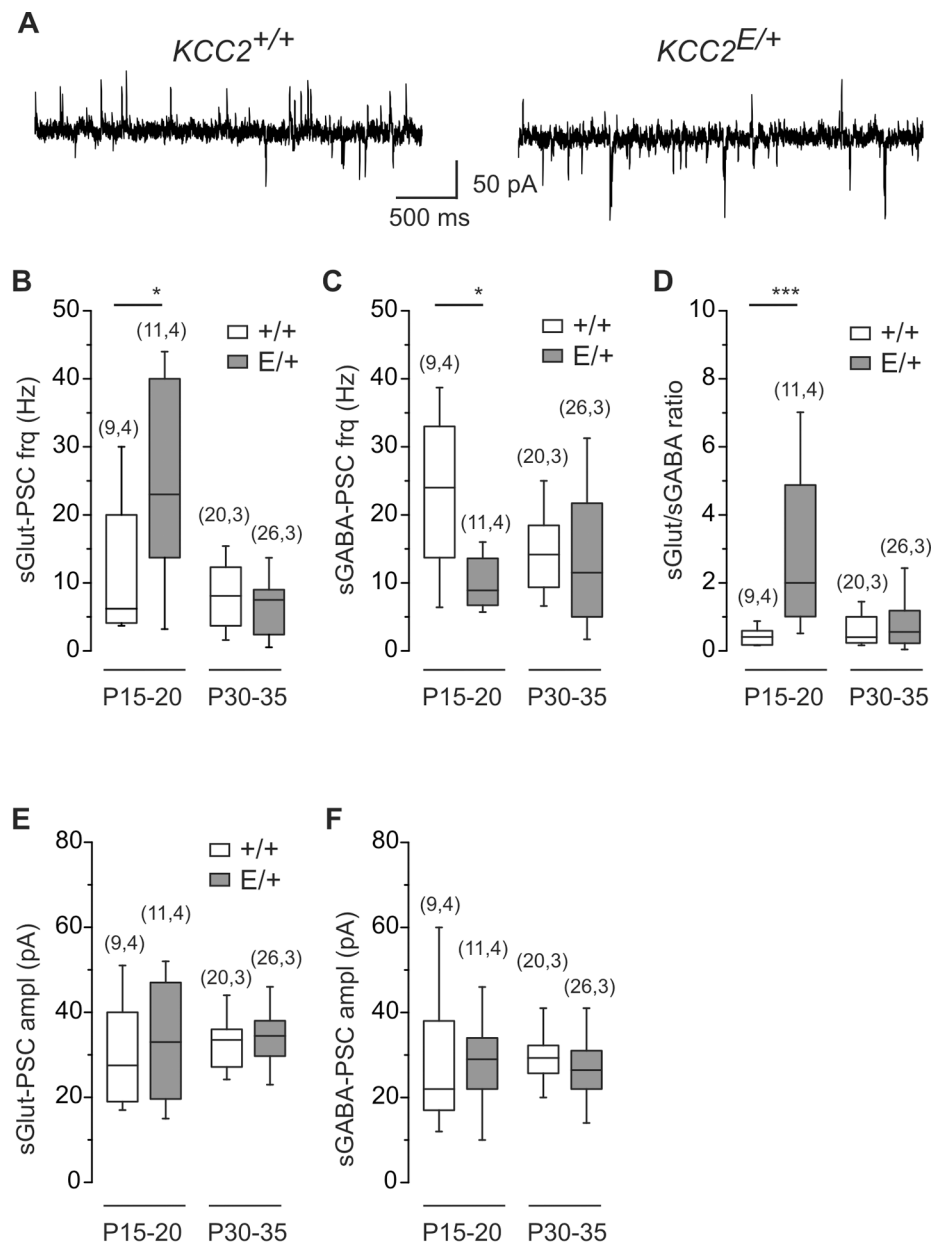 A
KCC2+/+
KCC2E/+
50 pA
500 ms
B
sGlut-PSC frq (Hz)
50
40
30
20
10
0
*
(9,4)
(11,4)
(20,3)
(26,3)
+/+
E/+
P15-20
P30-35
C
sGABA-PSC frq (Hz)
50
40
30
20
10
0
*
(9,4)
(11,4)
(20,3)
(26,3)
+/+
E/+
P15-20
P30-35
D
sGlut/sGABA ratio
10
8
6
4
2
0
***
(9,4)
(11,4)
(20,3)
(26,3)
+/+
E/+
P15-20
P30-35
E
sGlut-PSC ampl (pA)
80
60
40
20
0
(9,4)
(11,4)
(20,3)
(26,3)
+/+
E/+
P15-20
P30-35
F
sGABA-PSC ampl (pA)
80
60
40
20
0
(9,4)
(11,4)
(20,3)
(26,3)
P15-20
P30-35